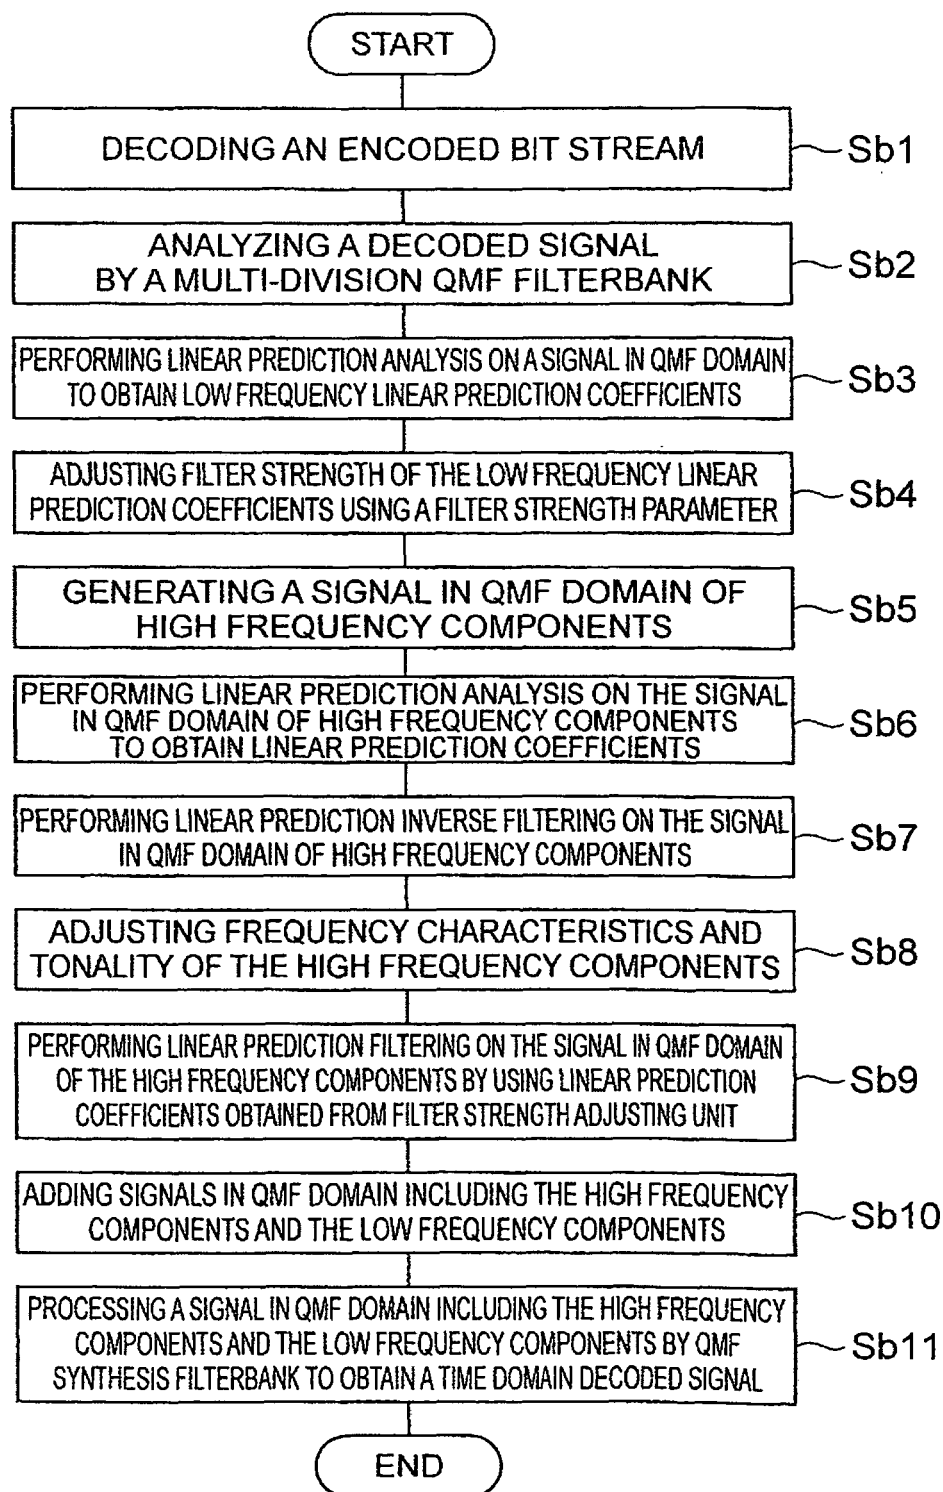 START
DECODING AN ENCODED BIT STREAM
Sb1
ANALYZING A DECODED SIGNAL
BY A MULTI-DIVISION QMF FILTERBANK
Sb2
PERFORMING LINEAR PREDICTION ANALYSIS ON A SIGNAL IN QMF DOMAIN
TO OBTAIN LOW FREQUENCY LINEAR PREDICTION COEFFICIENTS
Sb3
ADJUSTING FILTER STRENGTH OF THE LOW FREQUENCY LINEAR
PREDICTION COEFFICIENTS USING A FILTER STRENGTH PARAMETER
Sb4
GENERATING A SIGNAL IN QMF DOMAIN OF
HIGH FREQUENCY COMPONENTS
Sb5
PERFORMING LINEAR PREDICTION ANALYSIS ON THE SIGNAL
IN QMF DOMAIN OF HIGH FREQUENCY COMPONENTS
TO OBTAIN LINEAR PREDICTION COEFFICIENTS
Sb6
PERFORMING LINEAR PREDICTION INVERSE FILTERING ON THE SIGNAL
IN QMF DOMAIN OF HIGH FREQUENCY COMPONENTS
Sb7
ADJUSTING FREQUENCY CHARACTERISTICS AND
TONALITY OF THE HIGH FREQUENCY COMPONENTS
Sb8
PERFORMING LINEAR PREDICTION FILTERING ON THE SIGNAL IN QMF DOMAIN
OF THE HIGH FREQUENCY COMPONENTS BY USING LINEAR PREDICTION
COEFFICIENTS OBTAINED FROM FILTER STRENGTH ADJUSTING UNIT
Sb9
ADDING SIGNALS IN QMF DOMAIN INCLUDING THE HIGH FREQUENCY
COMPONENTS AND THE LOW FREQUENCY COMPONENTS
Sb10
PROCESSING A SIGNAL IN QMF DOMAIN INCLUDING THE HIGH FREQUENCY
COMPONENTS AND THE LOW FREQUENCY COMPONENTS BY QMF
SYNTHESIS FILTERBANK TO OBTAIN A TIME DOMAIN DECODED SIGNAL
Sb11
END